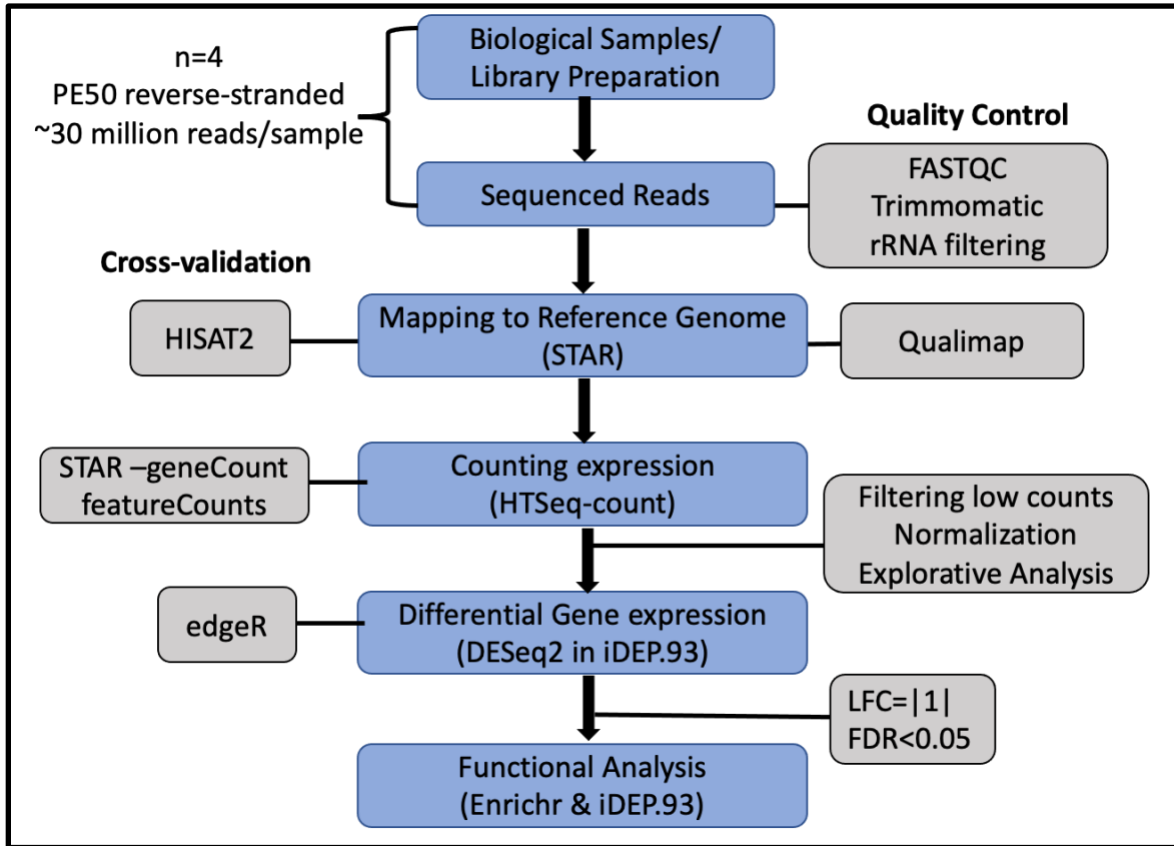 n=4
PE50 reverse-stranded
~30 million reads/sample
Biological Samples/
Library Preparation
Quality Control
Sequenced Reads
FASTQC
Trimmomatic
rRNA filtering
Cross-validation
HISAT2
Mapping to Reference Genome
(STAR)
Qualimap
STAR –geneCount
featureCounts
Counting expression
(HTSeq-count)
Filtering low counts
Normalization
Explorative Analysis
edgeR
Differential Gene expression
(DESeq2 in iDEP.93)
LFC=|1|
FDR<0.05
Functional Analysis
(Enrichr & iDEP.93)